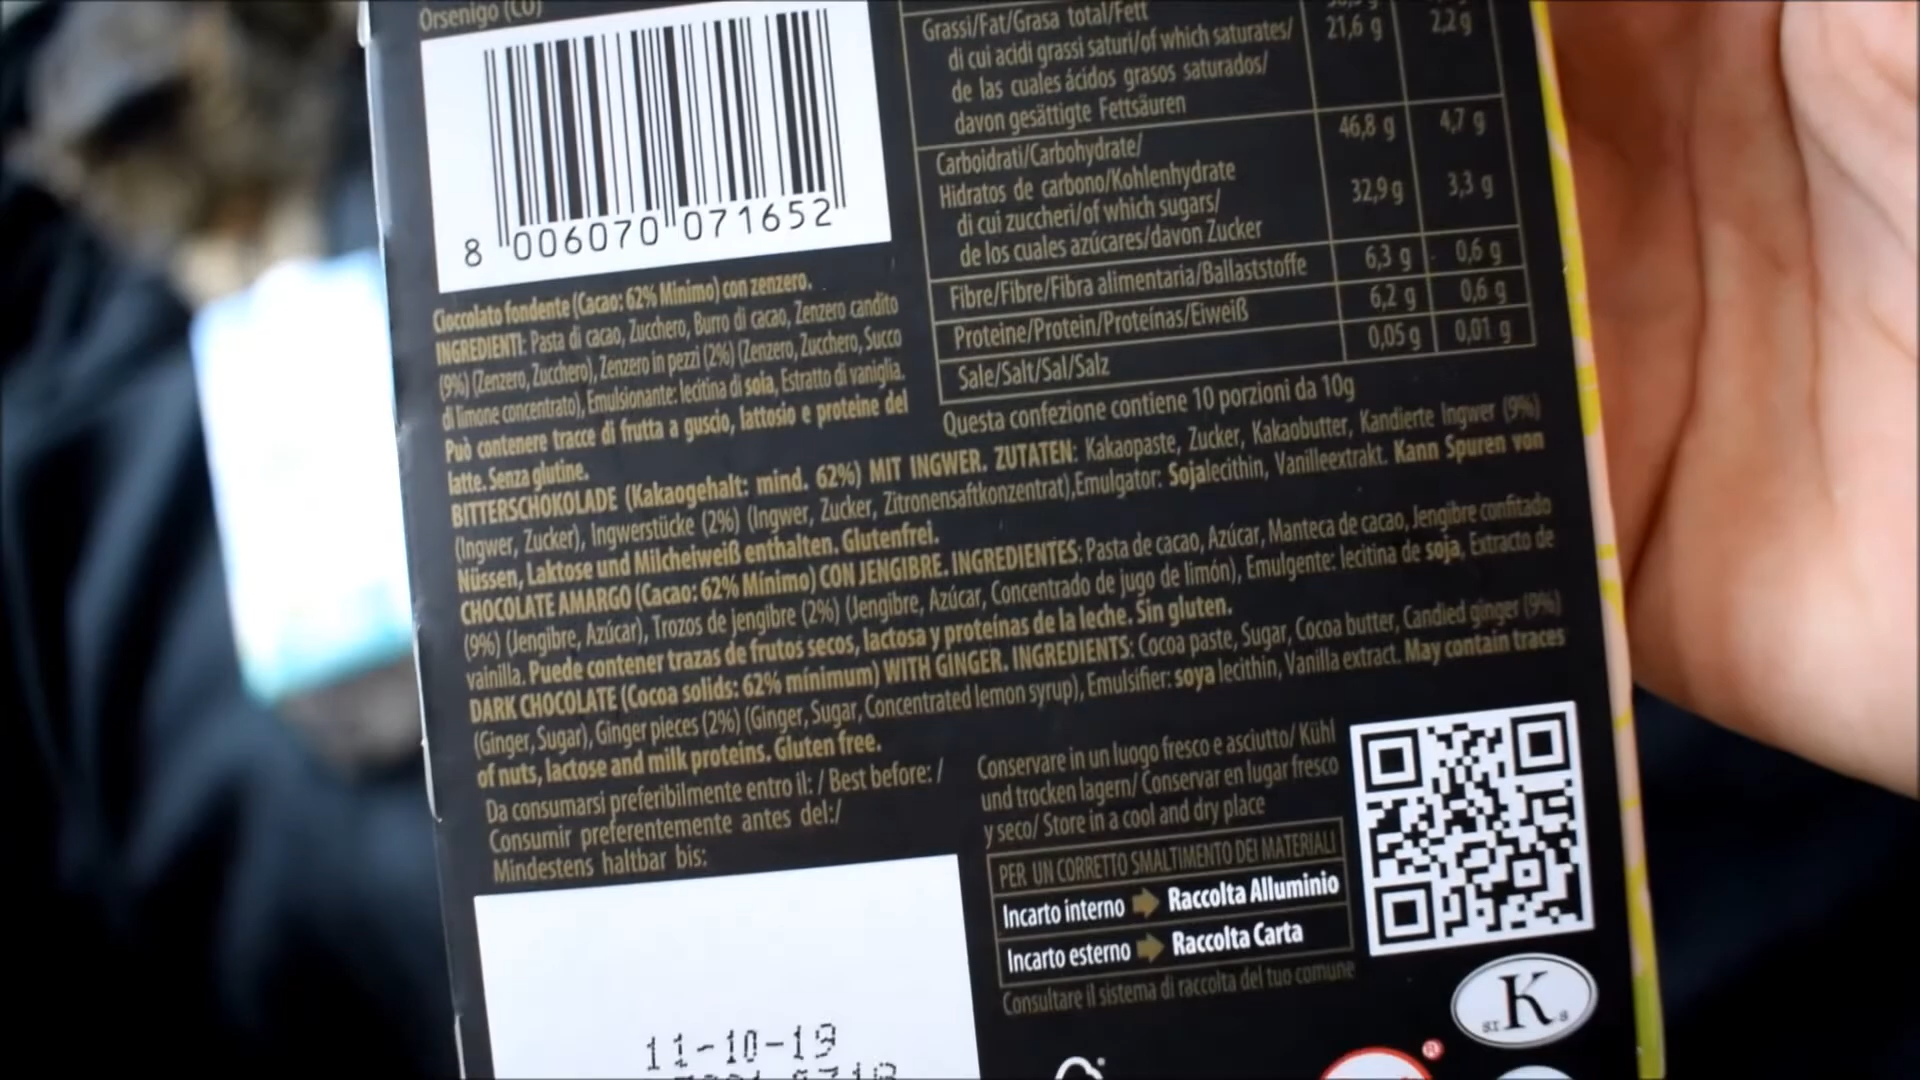 Orsenigo (CO)
8 006070 071652
Cioccolato fondente (Cacao: 62% Minimo) con zenzero.
INGREDIENTI: Pasta di cacao, Zucchero, Burro di cacao, Zenzero candito
(9%) (Zenzero, Zucchero), Zenzero in pezzi (2%) (Zenzero, Zucchero, Succo
di limone concentrato), Emulsionante: lecitina di soia, Estratto di vaniglia.
Può contenere tracce di frutta a guscio, lattosio e proteine del
latte. Senza glutine.
Grassi/Fat/Grasa total/Fett
di cui acidi grassi saturi/of which saturates/ 21,6 g 2,2 g
de las cuales ácidos grasos saturados/
davon gesättigte Fettsäuren
Carboidrati/Carbohydrate/ 46,8 g 4,7 g
Hidratos de carbono/Kohlenhydrate
di cui zuccheri/of which sugars/ 32,9 g 3,3 g
de los cuales azúcares/davon Zucker
Fibre/Fibre/Fibra alimentaria/Ballaststoffe 6,3 g 0,6 g
Proteine/Protein/Proteínas/Eiweiß 6,2 g 0,6 g
Sale/Salt/Sal/Salz 0,05 g 0,01 g
Questa confezione contiene 10 porzioni da 10g
BITTERSCHOKOLADE (Kakaogehalt: mind. 62%) MIT INGWER. ZUTATEN: Kakaopaste, Zucker, Kakaobutter, Kandierte Ingwer (9%)
(Ingwer, Zucker), Ingwerstücke (2%) (Ingwer, Zucker, Zitronensaftkonzentrat),Emulgator: Sojalecithin, Vanilleextrakt. Kann Spuren von
Nüssen, Laktose und Milcheiweiß enthalten. Glutenfrei.
CHOCOLATE AMARGO (Cacao: 62% Mínimo) CON JENGIBRE. INGREDIENTES: Pasta de cacao, Azúcar, Manteca de cacao, Jengibre confitado
(9%) (Jengibre, Azúcar), Trozos de jengibre (2%) (Jengibre, Azúcar, Concentrado de jugo de limón), Emulgente: lecitina de soja, Extracto de
vainilla. Puede contener trazas de frutos secos, lactosa y proteínas de la leche. Sin gluten.
DARK CHOCOLATE (Cocoa solids: 62% minimum) WITH GINGER. INGREDIENTS: Cocoa paste, Sugar, Cocoa butter, Candied ginger (9%)
(Ginger, Sugar), Ginger pieces (2%) (Ginger, Sugar, Concentrated lemon syrup), Emulsifier: soya lecithin, Vanilla extract. May contain traces
of nuts, lactose and milk proteins. Gluten free.
Da consumarsi preferibilmente entro il: / Best before: /
Consumir preferentemente antes del:/
Mindestens haltbar bis:
11-10-19
Conservare in un luogo fresco e asciutto/ Kühl
und trocken lagern/ Conservar en lugar fresco
y seco/ Store in a cool and dry place
PER UN CORRETTO SMALTIMENTO DEI MATERIALI
Incarto interno Raccolta Alluminio
Incarto esterno Raccolta Carta
Consultare il sistema di raccolta del tuo comune
K